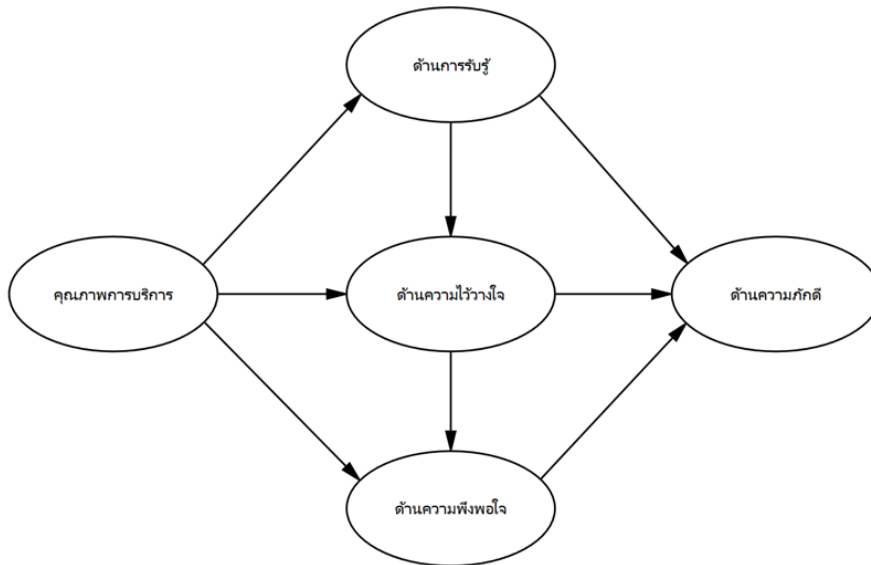 ด้านการรับรู้
คุณภาพการบริการ
ด้านความไว้วางใจ
ด้านความภักดี
ด้านความพึงพอใจ